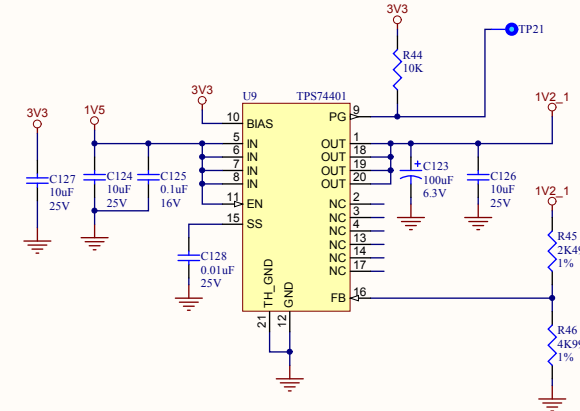 3V3
TP21
R44
10K
3V3
U9
TPS74401
1V2_1
3V3
1V5
10
BIAS
PG
9
5
IN
OUT
1
6
IN
OUT
18
7
IN
OUT
19
8
IN
OUT
20
11
EN
NC
2
15
SS
NC
3
NC
4
NC
13
NC
14
NC
17
FB
16
TH_GND
GND
21
12
C127
10uF
25V
C124
10uF
25V
C125
0.1uF
16V
C128
0.01uF
25V
+
C123
100uF
6.3V
C126
10uF
25V
1V2_1
R45
2K49
1%
R46
4K99
1%